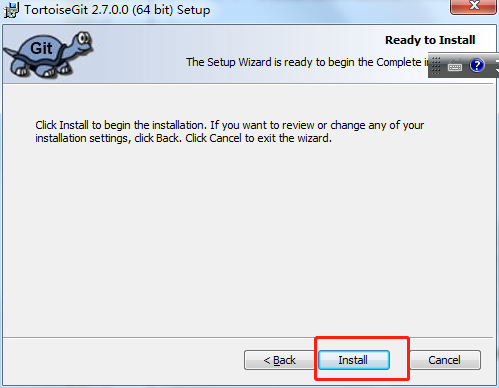 TortoiseGit 2.7.0.0 (64 bit) Setup
Git
Ready to Install
The Setup Wizard is ready to begin the Complete
Click Install to begin the installation. If you want to review or change any of your
installation settings, click Back. Click Cancel to exit the wizard.
< Back
Install
Cancel